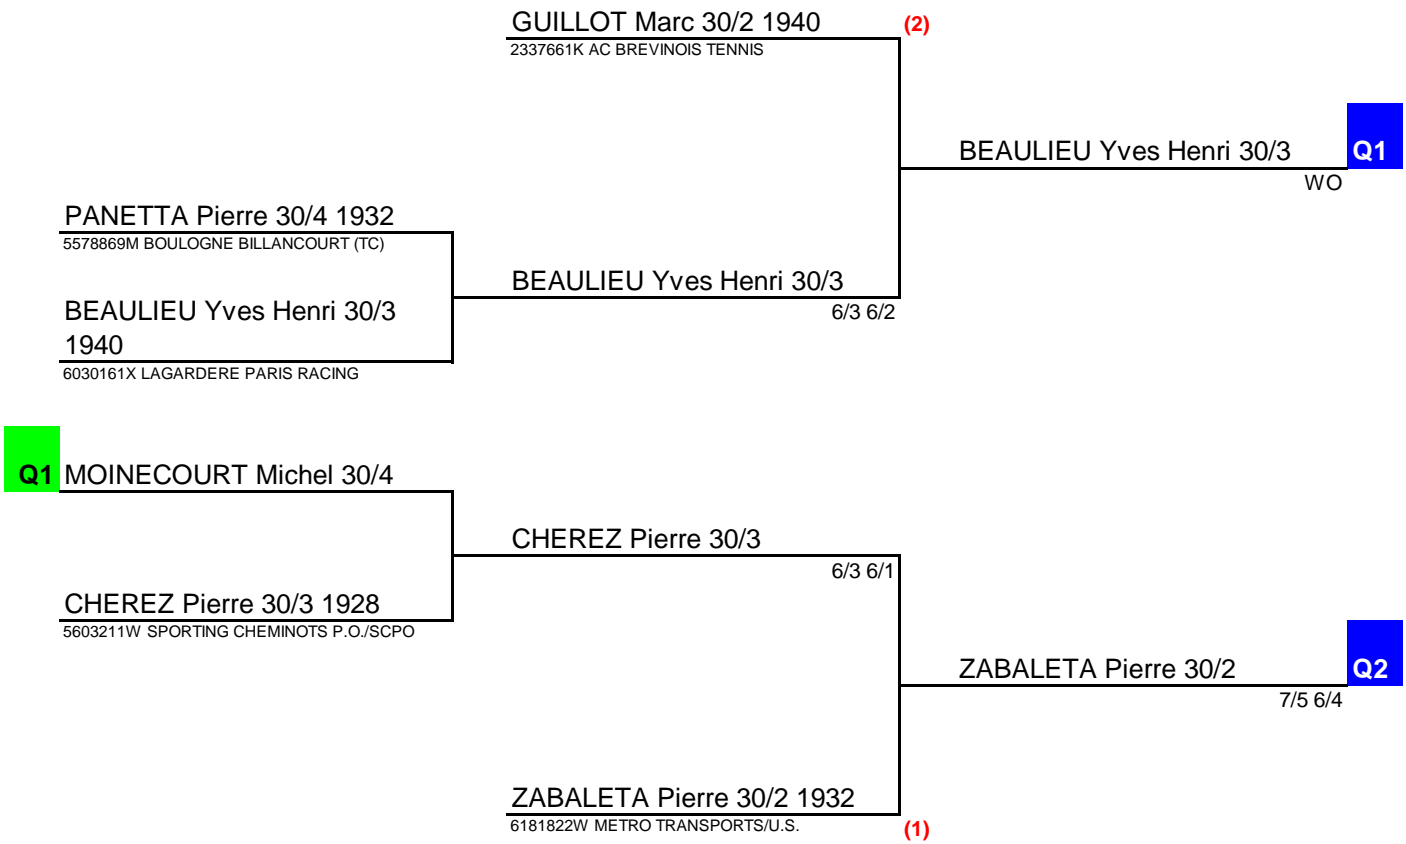 GUILLOT Marc 30/2 1940 (2)
2337661K AC BREVINOIS TENNIS
BEAULIEU Yves Henri 30/3 Q1
WO
PANETTA Pierre 30/4 1932
5578869M BOULOGNE BILLANCOURT (TC)
BEAULIEU Yves Henri 30/3
6/3 6/2
BEAULIEU Yves Henri 30/3
1940
6030161X LAGARDERE PARIS RACING
Q1 MOINECOURT Michel 30/4
CHEREZ Pierre 30/3
6/3 6/1
CHEREZ Pierre 30/3 1928
5603211W SPORTING CHEMINOTS P.O./SCPO
ZABALETA Pierre 30/2 Q2
7/5 6/4
ZABALETA Pierre 30/2 1932
6181822W METRO TRANSPORTS/U.S. (1)